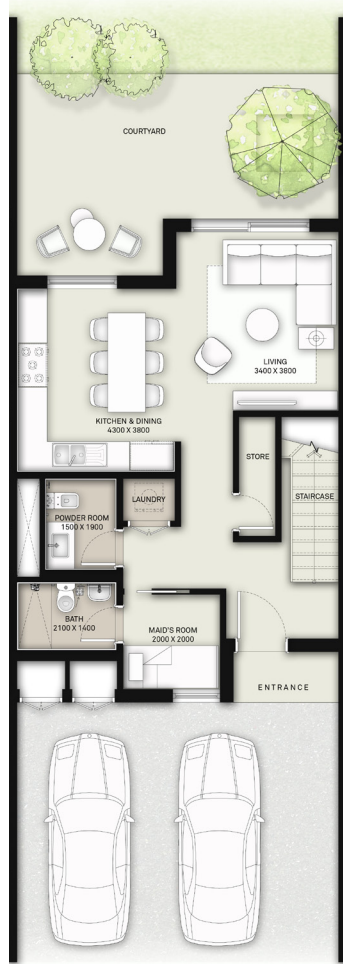 COURTYARD
LIVING
3400 X 3800
KITCHEN & DINING
4300 X 3800
STORE
STAIRCASE
LAUNDRY
POWDER ROOM
1500 X 1900
BATH
2100 X 1400
MAID'S ROOM
2000 X 2000
ENTRANCE